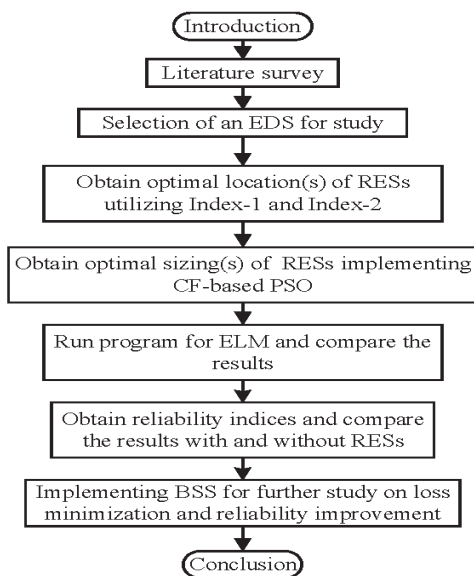 Introduction
Literature survey
Selection of an EDS for study
Obtain optimal location(s) of RESs
utilizing Index-1 and Index-2
Obtain optimal sizing(s) of RESs implementing
CF-based PSO
Run program for ELM and compare the
results
Obtain reliability indices and compare
the results with and without RESs
Implementing BSS for further study on loss
minimization and reliability improvement
Conclusion